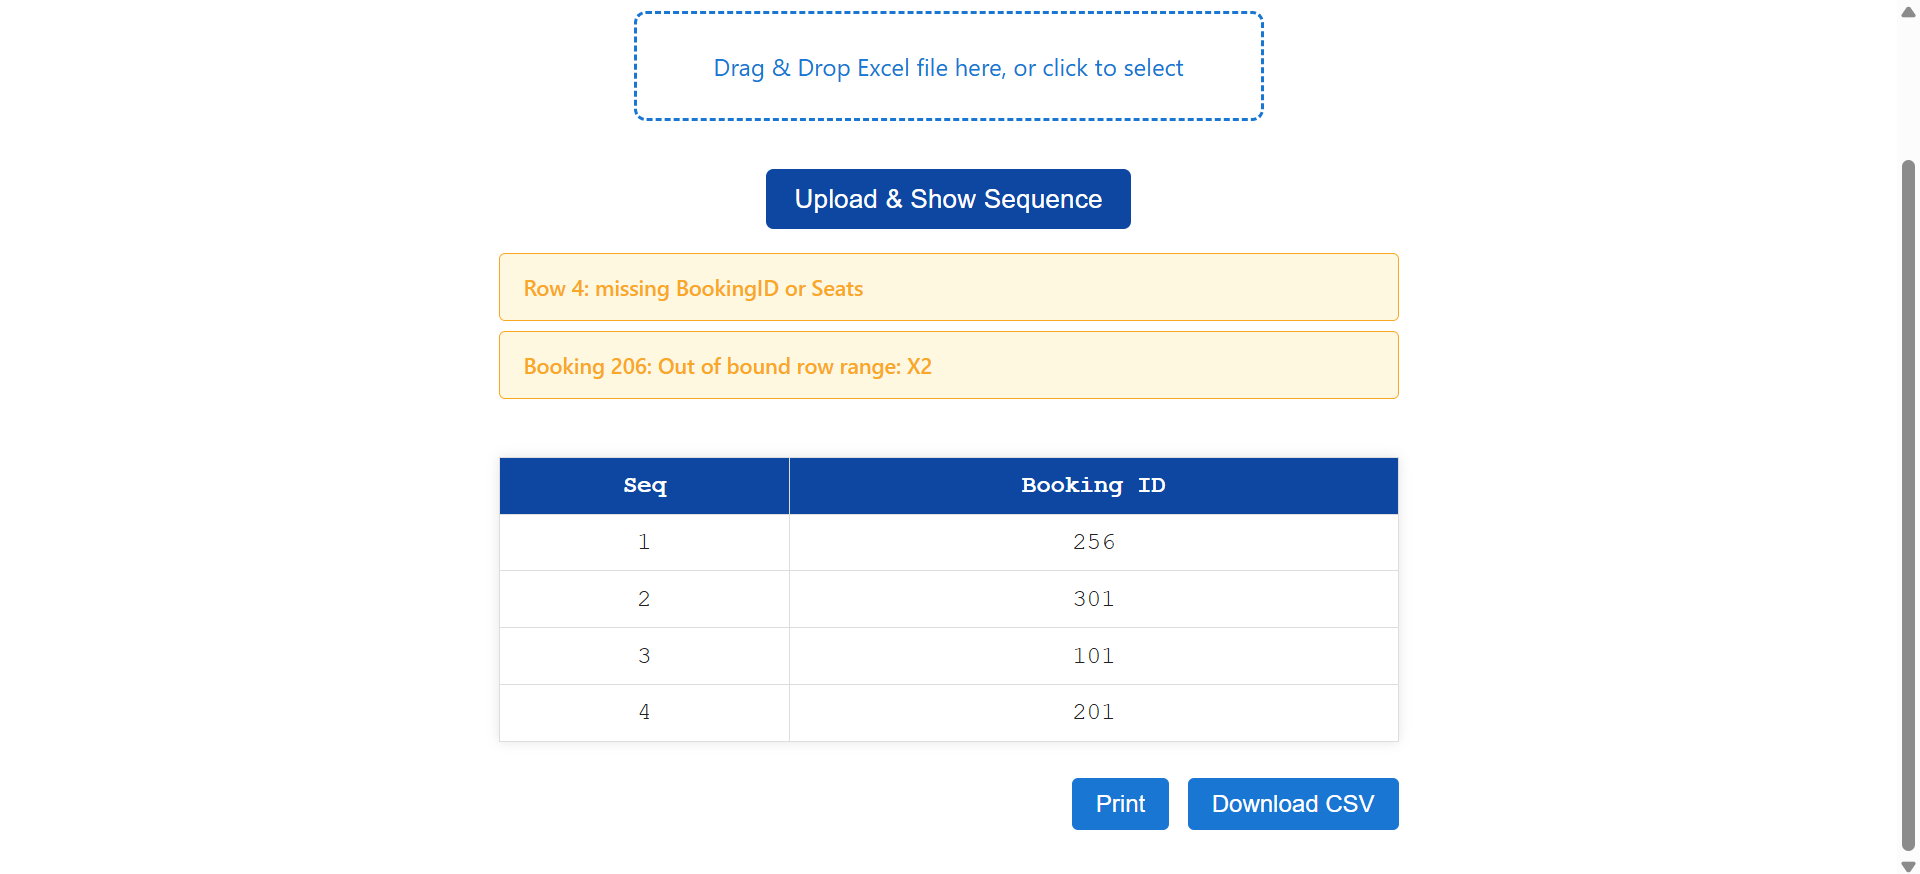 Drag & Drop Excel file here, or click to select
Upload & Show Sequence
Row 4: missing BookingID or Seats
Booking 206: Out of bound row range: X2
Seq Booking ID
1 256
2 301
3 101
4 201
Print Download CSV